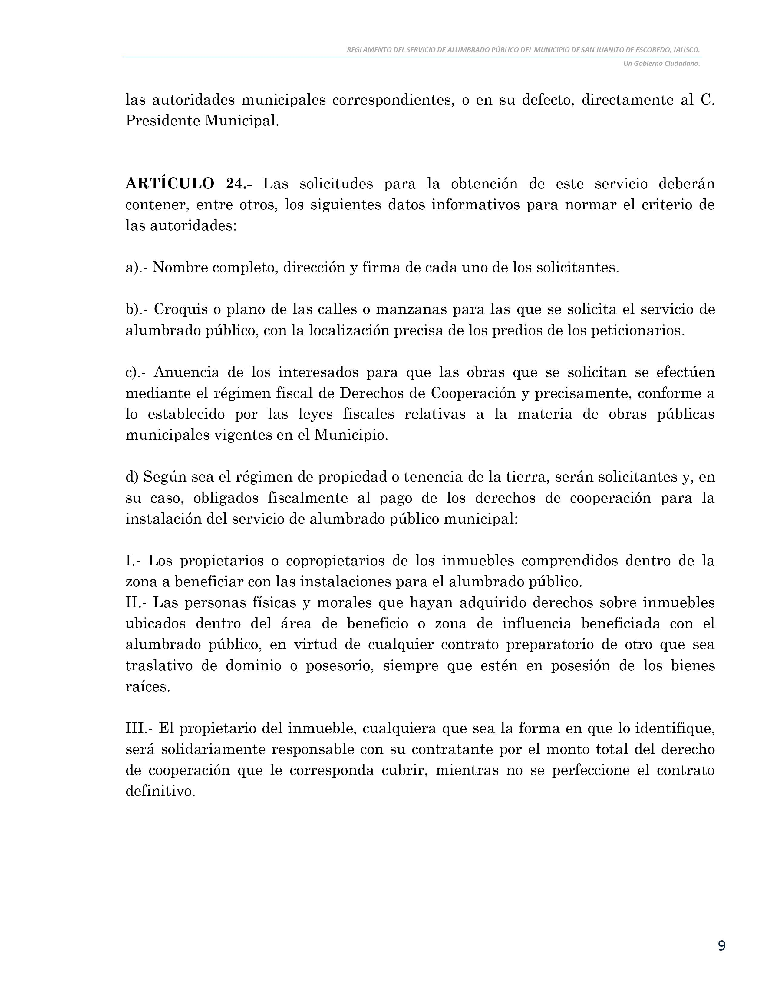 REGLAMENTO DEL SERVICIO DE ALUMBRADO PÚBLICO DEL MUNICIPIO DE SAN JUANITO DE ESCOBEDO, JALISCO.
Un Gobierno Ciudadano.
las autoridades municipales correspondientes, o en su defecto, directamente al C.
Presidente Municipal.
ARTÍCULO 24.- Las solicitudes para la obtención de este servicio deberán
contener, entre otros, los siguientes datos informativos para normar el criterio de
las autoridades:
a).- Nombre completo, dirección y firma de cada uno de los solicitantes.
b).- Croquis o plano de las calles o manzanas para las que se solicita el servicio de
alumbrado público, con la localización precisa de los predios de los peticionarios.
c).- Anuencia de los interesados para que las obras que se solicitan se efectúen
mediante el régimen fiscal de Derechos de Cooperación y precisamente, conforme a
lo establecido por las leyes fiscales relativas a la materia de obras públicas
municipales vigentes en el Municipio.
d) Según sea el régimen de propiedad o tenencia de la tierra, serán solicitantes y, en
su caso, obligados fiscalmente al pago de los derechos de cooperación para la
instalación del servicio de alumbrado público municipal:
I.- Los propietarios o copropietarios de los inmuebles comprendidos dentro de la
zona a beneficiar con las instalaciones para el alumbrado público.
II.- Las personas físicas y morales que hayan adquirido derechos sobre inmuebles
ubicados dentro del área de beneficio o zona de influencia beneficiada con el
alumbrado público, en virtud de cualquier contrato preparatorio de otro que sea
traslativo de dominio o posesorio, siempre que estén en posesión de los bienes
raíces.
III.- El propietario del inmueble, cualquiera que sea la forma en que lo identifique,
será solidariamente responsable con su contratante por el monto total del derecho
de cooperación que le corresponda cubrir, mientras no se perfeccione el contrato
definitivo.
9